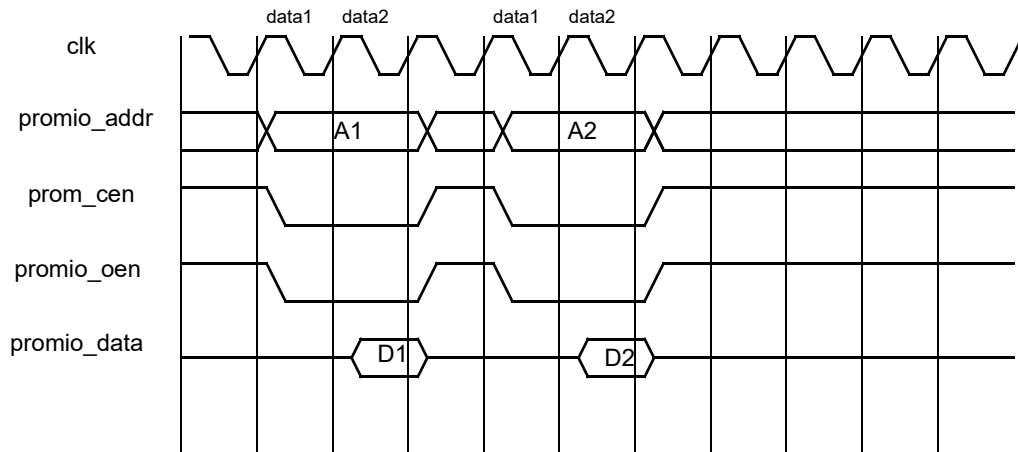 data1 data2 data1 data2
clk
promio_addr A1 A2
prom_cen
promio_oen
promio_data D1 D2